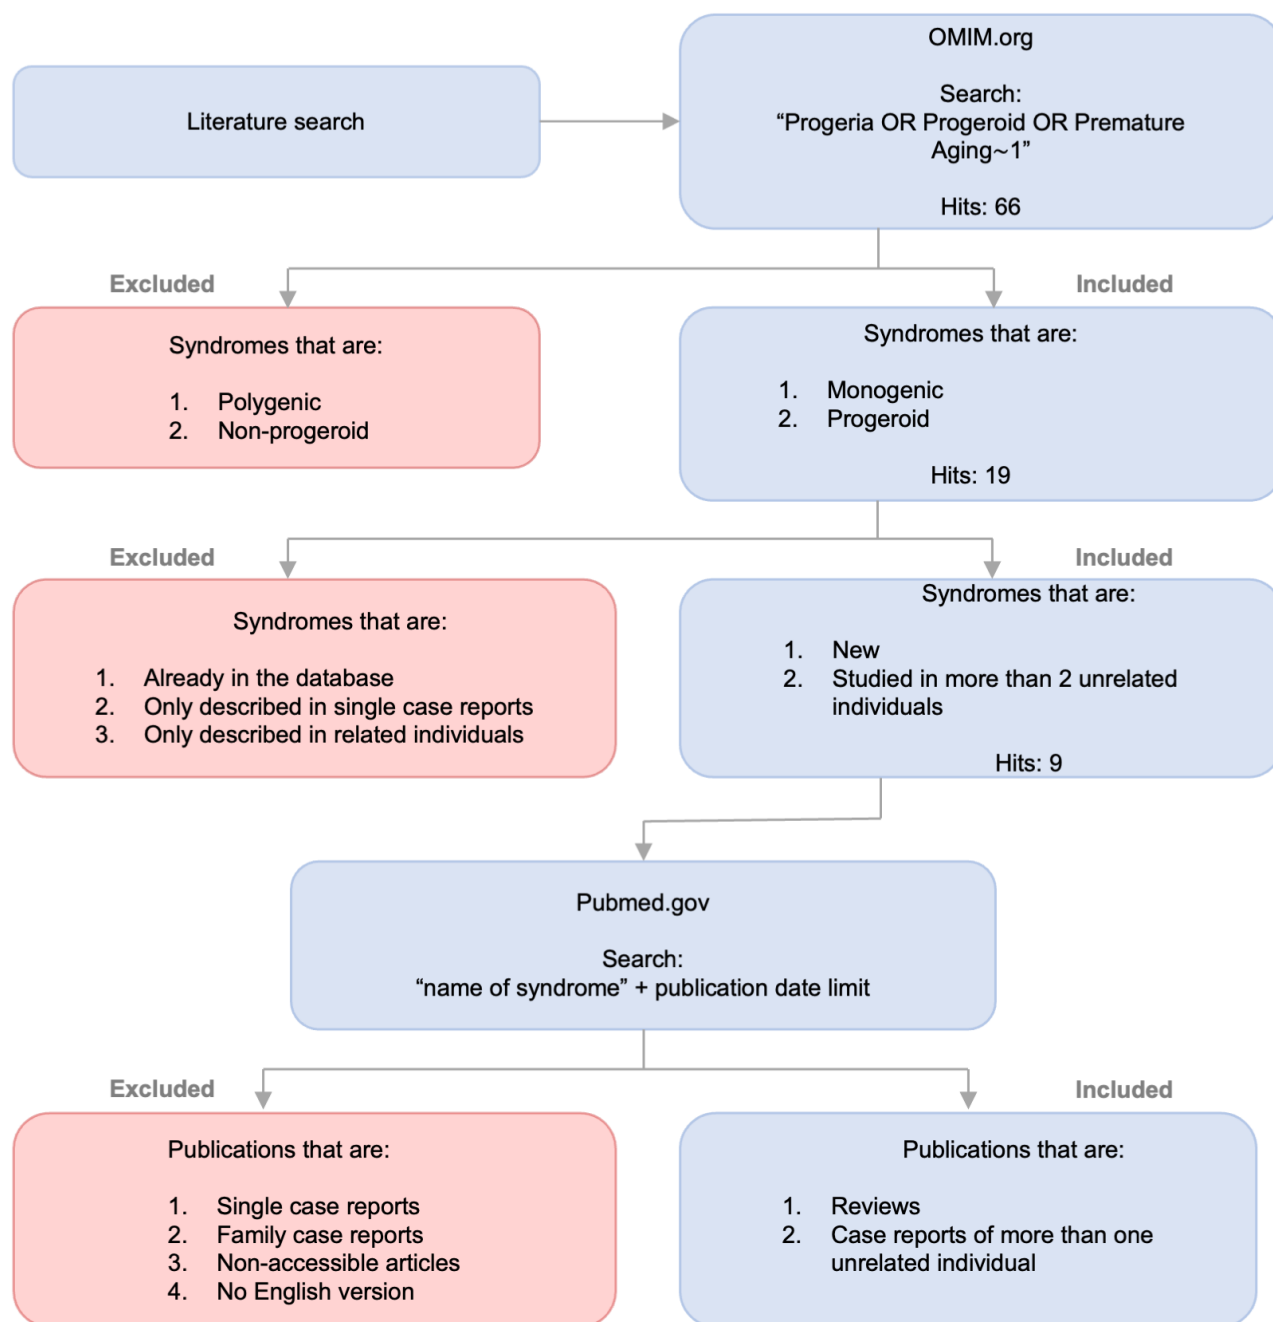 Literature search
OMIM.org
Search:
“Progeria OR Progeroid OR Premature
Aging~1”
Hits: 66
Excluded
Included
Syndromes that are:
1. Polygenic
2. Non-progeroid
Syndromes that are:
1. Monogenic
2. Progeroid
Hits: 19
Excluded
Included
Syndromes that are:
1. Already in the database
2. Only described in single case reports
3. Only described in related individuals
Syndromes that are:
1. New
2. Studied in more than 2 unrelated
individuals
Hits: 9
Pubmed.gov
Search:
“name of syndrome” + publication date limit
Excluded
Included
Publications that are:
1. Single case reports
2. Family case reports
3. Non-accessible articles
4. No English version
Publications that are:
1. Reviews
2. Case reports of more than one
unrelated individual